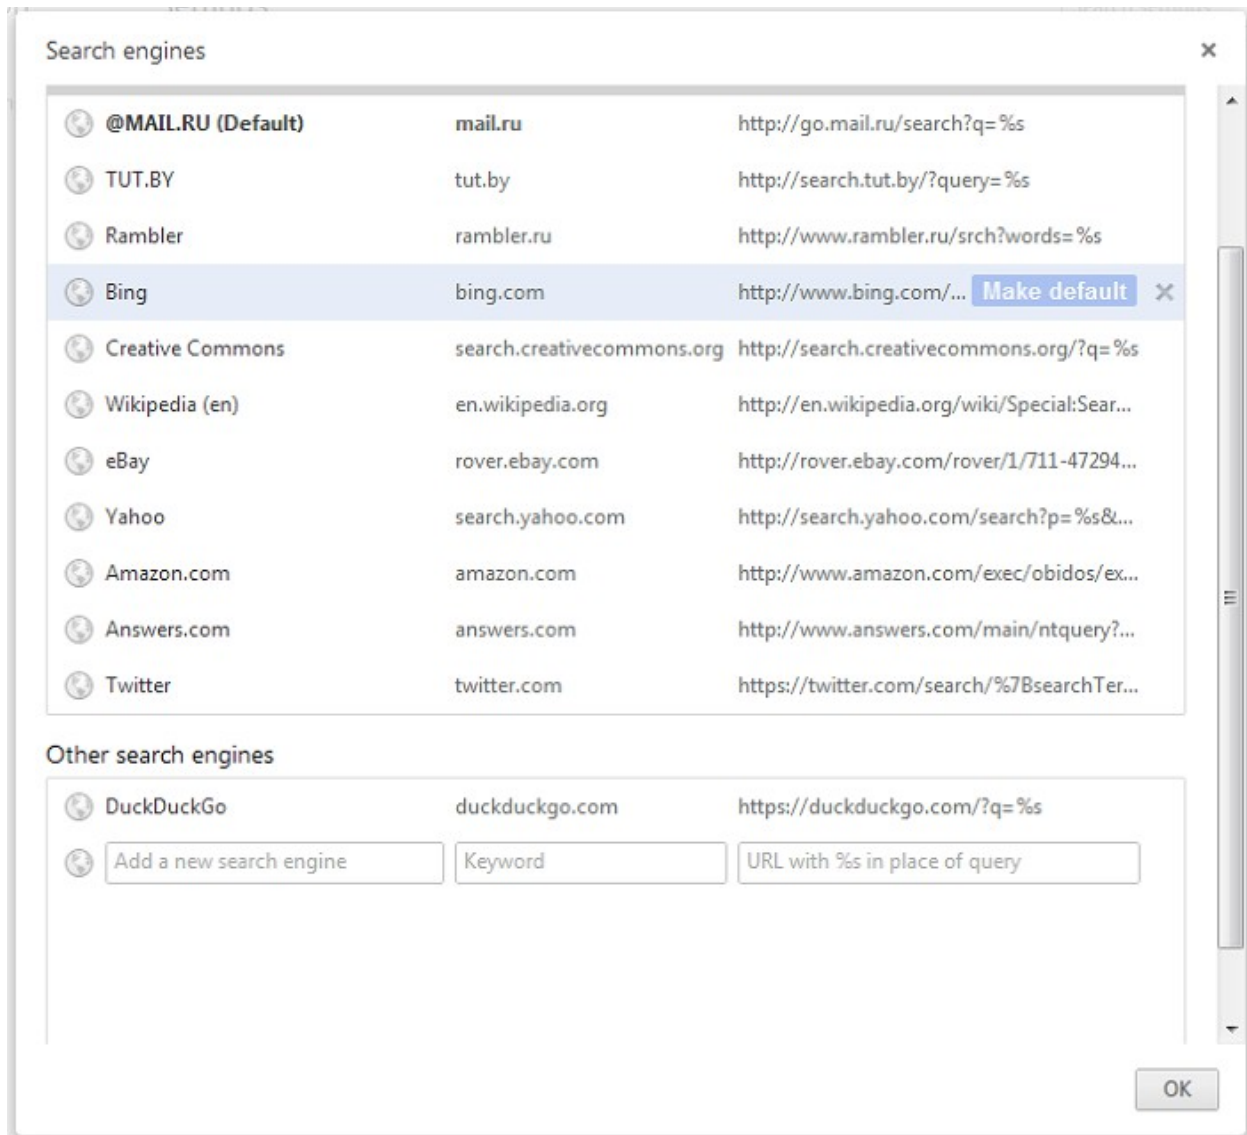 Search engines
@MAIL.RU (Default) mail.ru http://go.mail.ru/search?q=%s
TUT.BY tut.by http://search.tut.by/?query=%s
Rambler rambler.ru http://www.rambler.ru/srch?words=%s
Bing bing.com http://www.bing.com/... Make default
Creative Commons search.creativecommons.org http://search.creativecommons.org/?q=%s
Wikipedia (en) en.wikipedia.org http://en.wikipedia.org/wiki/Special:Sear...
eBay rover.ebay.com http://rover.ebay.com/rover/1/711-47294...
Yahoo search.yahoo.com http://search.yahoo.com/search?p=%s&...
Amazon.com amazon.com http://www.amazon.com/exec/obidos/ex...
Answers.com answers.com http://www.answers.com/main/ntquery?...
Twitter twitter.com https://twitter.com/search/%7BsearchTer...
Other search engines
DuckDuckGo duckduckgo.com https://duckduckgo.com/?q=%s
Add a new search engine Keyword URL with %s in place of query
OK